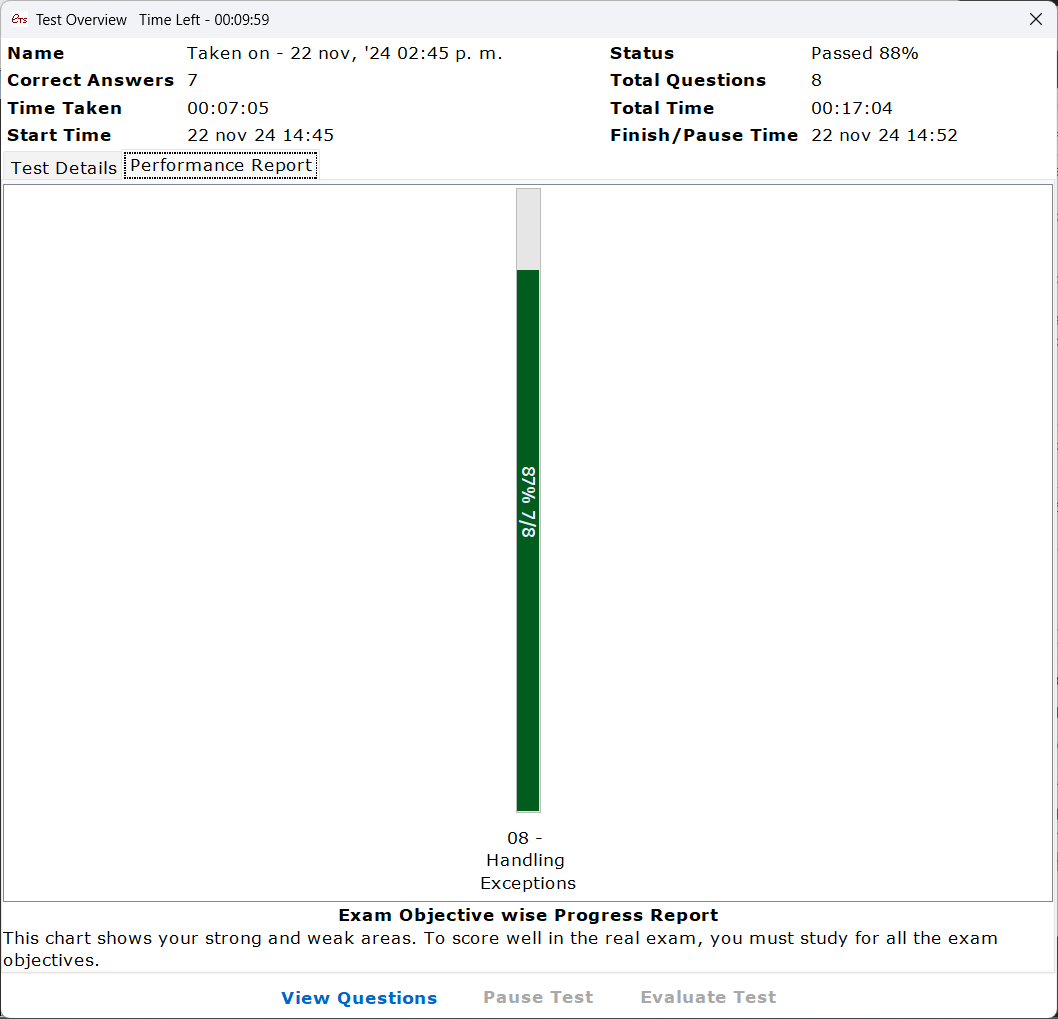 ETS Test Overview Time Left - 00:09:59
Name Taken on - 22 nov, '24 02:45 p. m. Status Passed 88%
Correct Answers 7 Total Questions 8
Time Taken 00:07:05 Total Time 00:17:04
Start Time 22 nov 24 14:45 Finish/Pause Time 22 nov 24 14:52
Test Details Performance Report
87% 7/8
08 -
Handling
Exceptions
Exam Objective wise Progress Report
This chart shows your strong and weak areas. To score well in the real exam, you must study for all the exam
objectives.
View Questions Pause Test Evaluate Test